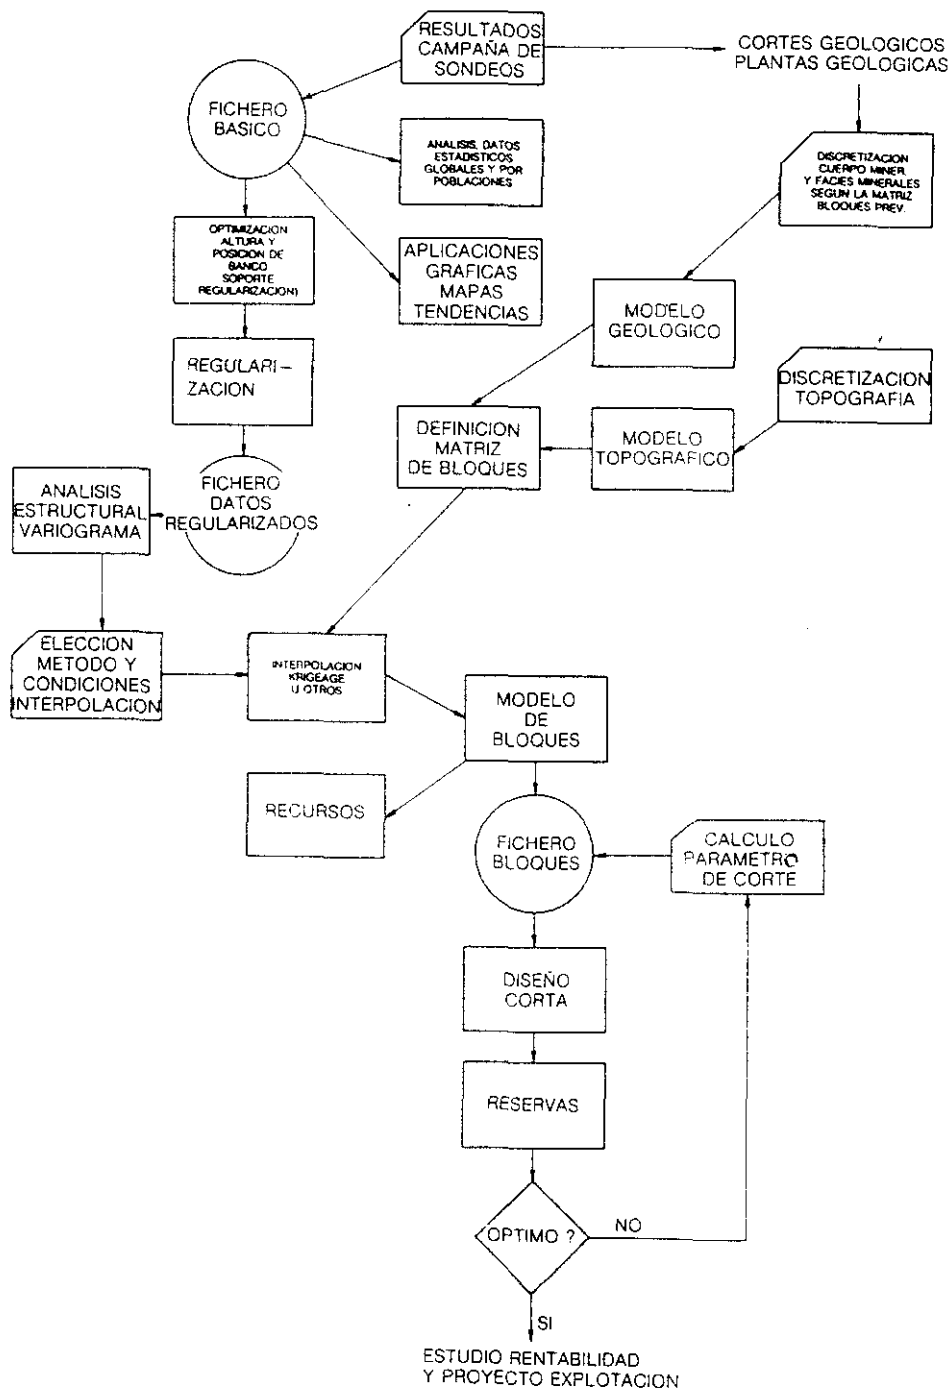 RESULTADOS
CAMPAÑA DE
SONDEOS
CORTES GEOLOGICOS
PLANTAS GEOLOGICAS
FICHERO
BASICO
ANALISIS, DATOS
ESTADISTICOS
GLOBALES Y POR
POBLACIONES
DISCRETIZACION
CUERPO MINER.
Y FACIES MINERALES
SEGUN LA MATRIZ
BLOQUES PREV.
OPTIMIZACION
ALTURA Y
POSICION DE
BANCO
SOPORTE
REGULARIZACION)
APLICACIONES
GRAFICAS
MAPAS
TENDENCIAS
MODELO
GEOLOGICO
REGULARI-
ZACION
DISCRETIZACION
TOPOGRAFIA
DEFINICION
MATRIZ
DE BLOQUES
MODELO
TOPOGRAFICO
ANALISIS
ESTRUCTURAL
VARIOGRAMA
FICHERO
DATOS
REGULARIZADOS
ELECCION
METODO Y
CONDICIONES
INTERPOLACION
INTERPOLACION
KRIGEAGE
U OTROS
MODELO
DE
BLOQUES
RECURSOS
FICHERO
BLOQUES
CALCULO
PARAMETRO
DE CORTE
DISEÑO
CORTA
RESERVAS
OPTIMO ?
NO
SI
ESTUDIO RENTABILIDAD
Y PROYECTO EXPLOTACION